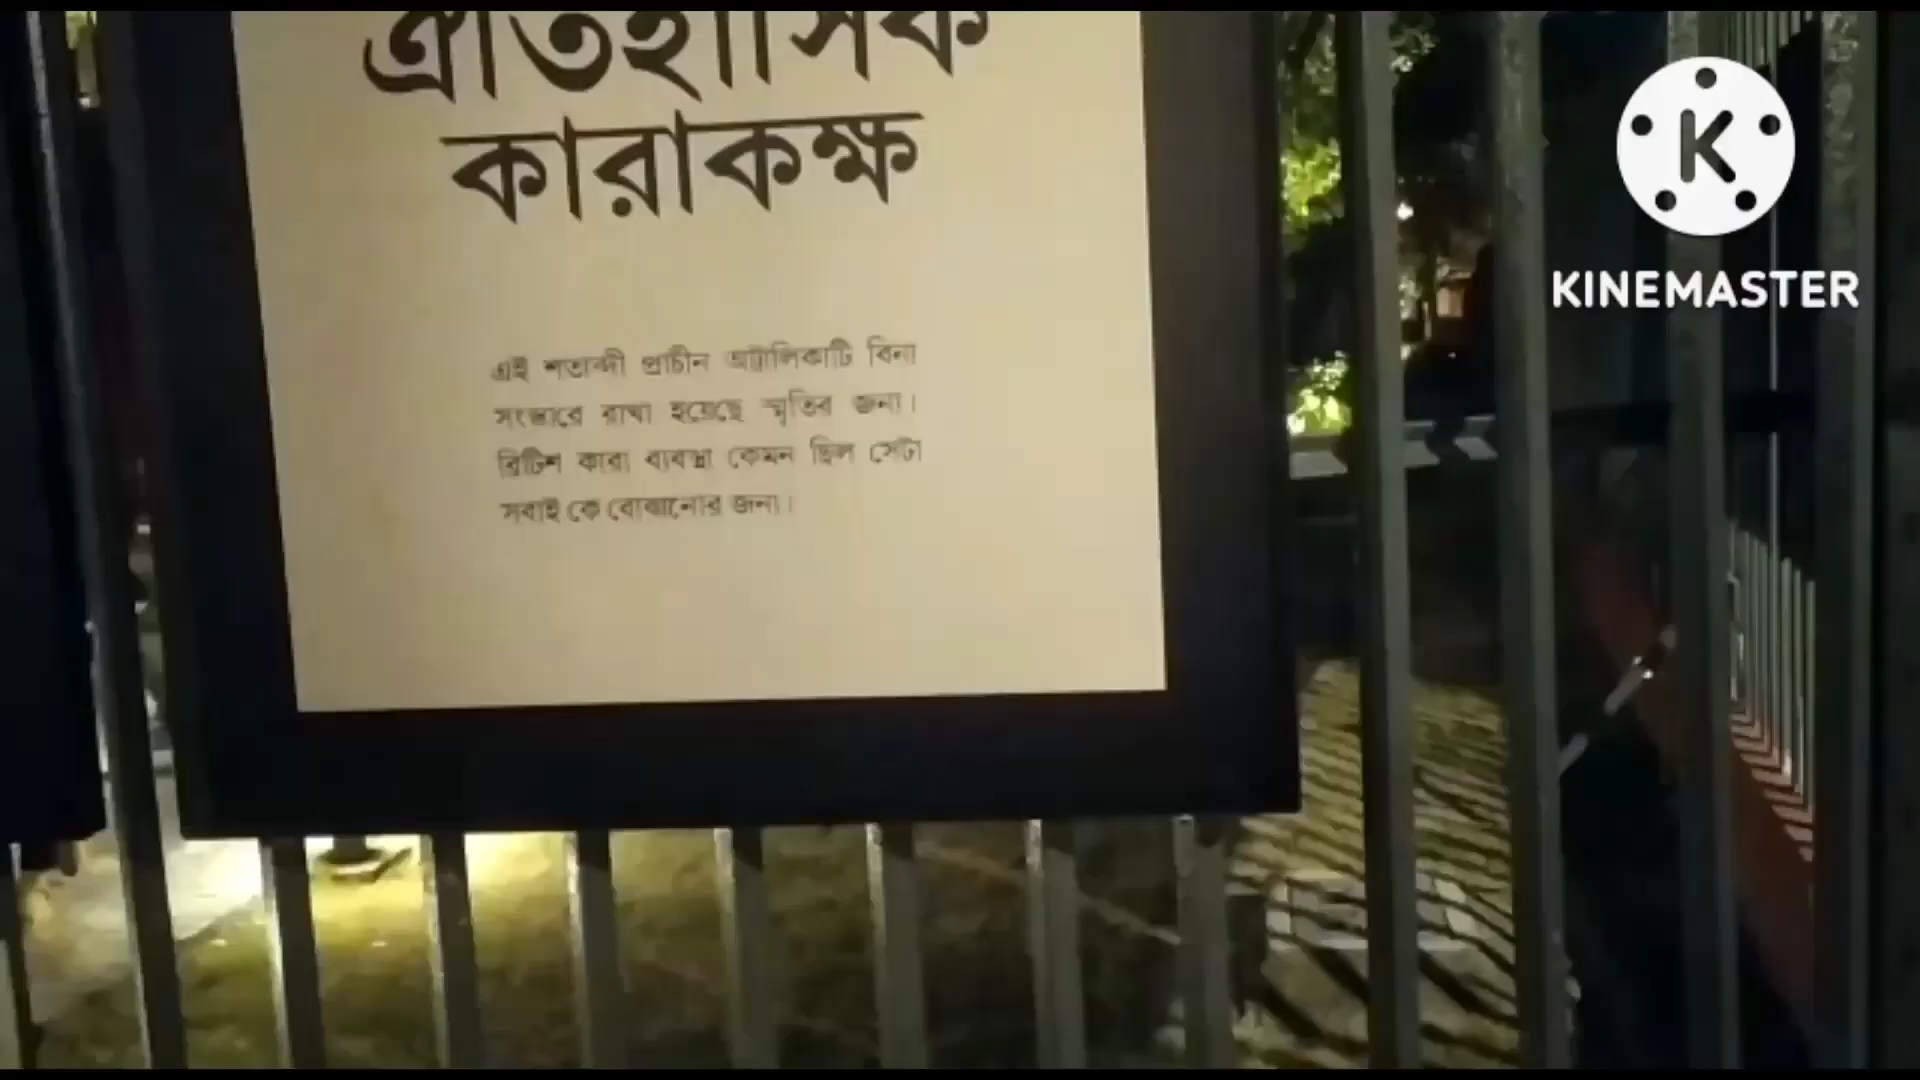 ঐতিহাসিক
কারাকক্ষ
এই শতাব্দী প্রাচীন অট্টালিকাটি বিনা
সংস্কারে রাখা হয়েছে স্মৃতির জন্য।
ব্রিটিশ কারা ব্যবস্থা কেমন ছিল সেটা
সবাই কে বোঝানোর জন্য।
KINEMASTER